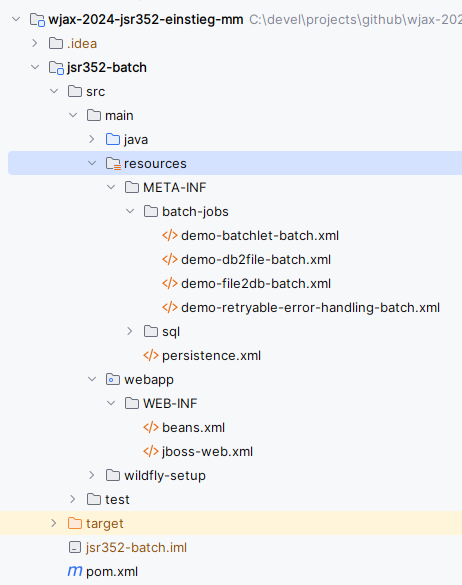 wjax-2024-jsr352-einstieg-mm C:\devel\projects\github\wjax-202
.idea
jsr352-batch
src
main
java
resources
META-INF
batch-jobs
demo-batchlet-batch.xml
demo-db2file-batch.xml
demo-file2db-batch.xml
demo-retryable-error-handling-batch.xml
sql
persistence.xml
webapp
WEB-INF
beans.xml
jboss-web.xml
wildfly-setup
test
target
jsr352-batch.iml
pom.xml